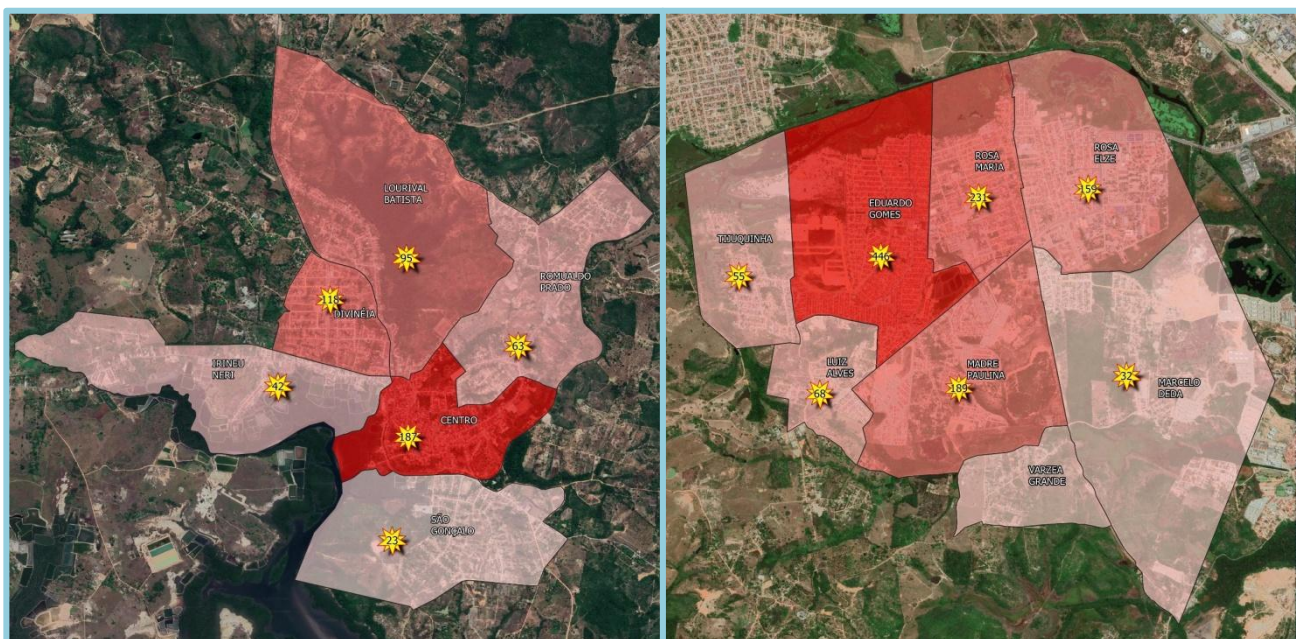 LOURIVAL
BATISTA
95
ROMUALDO
PRADO
63
118
DIVINÉIA
IRINEU
NERI
42
CENTRO
187
SÃO
GONÇALO
23
ROSA
ELZE
159
ROSA
MARIA
231
EDUARDO
GOMES
446
TIJUQUINHA
55
LUIZ
ALVES
68
MADRE
PAULINA
189
32
MARCELO
DEDA
VARZEA
GRANDE